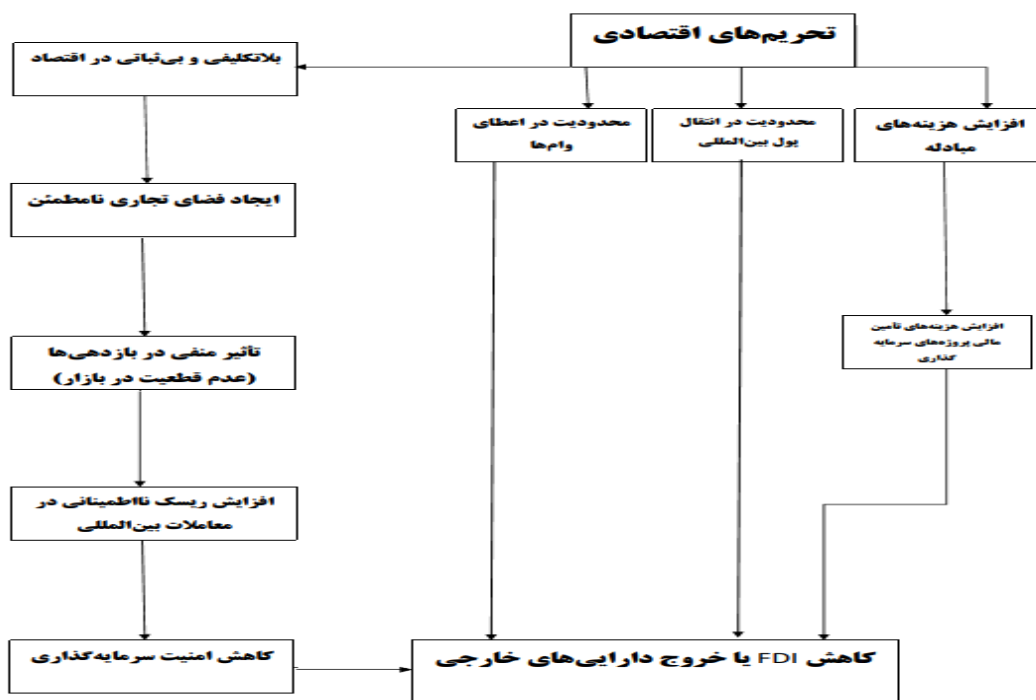 تحریم‌های اقتصادی
بلاتکلیفی و بی‌ثباتی در اقتصاد
افزایش هزینه‌های
مبادله
محدودیت در انتقال
پول بین‌المللی
محدودیت در اعطای
وام‌ها
ایجاد فضای تجاری نامطمئن
افزایش هزینه‌های تأمین
مالی پروژه‌های سرمایه
گذاری
تأثیر منفی در بازدهی‌ها
(عدم قطعیت در بازار)
افزایش ریسک نااطمینانی در
معاملات بین‌المللی
کاهش FDI یا خروج دارایی‌های خارجی
کاهش امنیت سرمایه‌گذاری